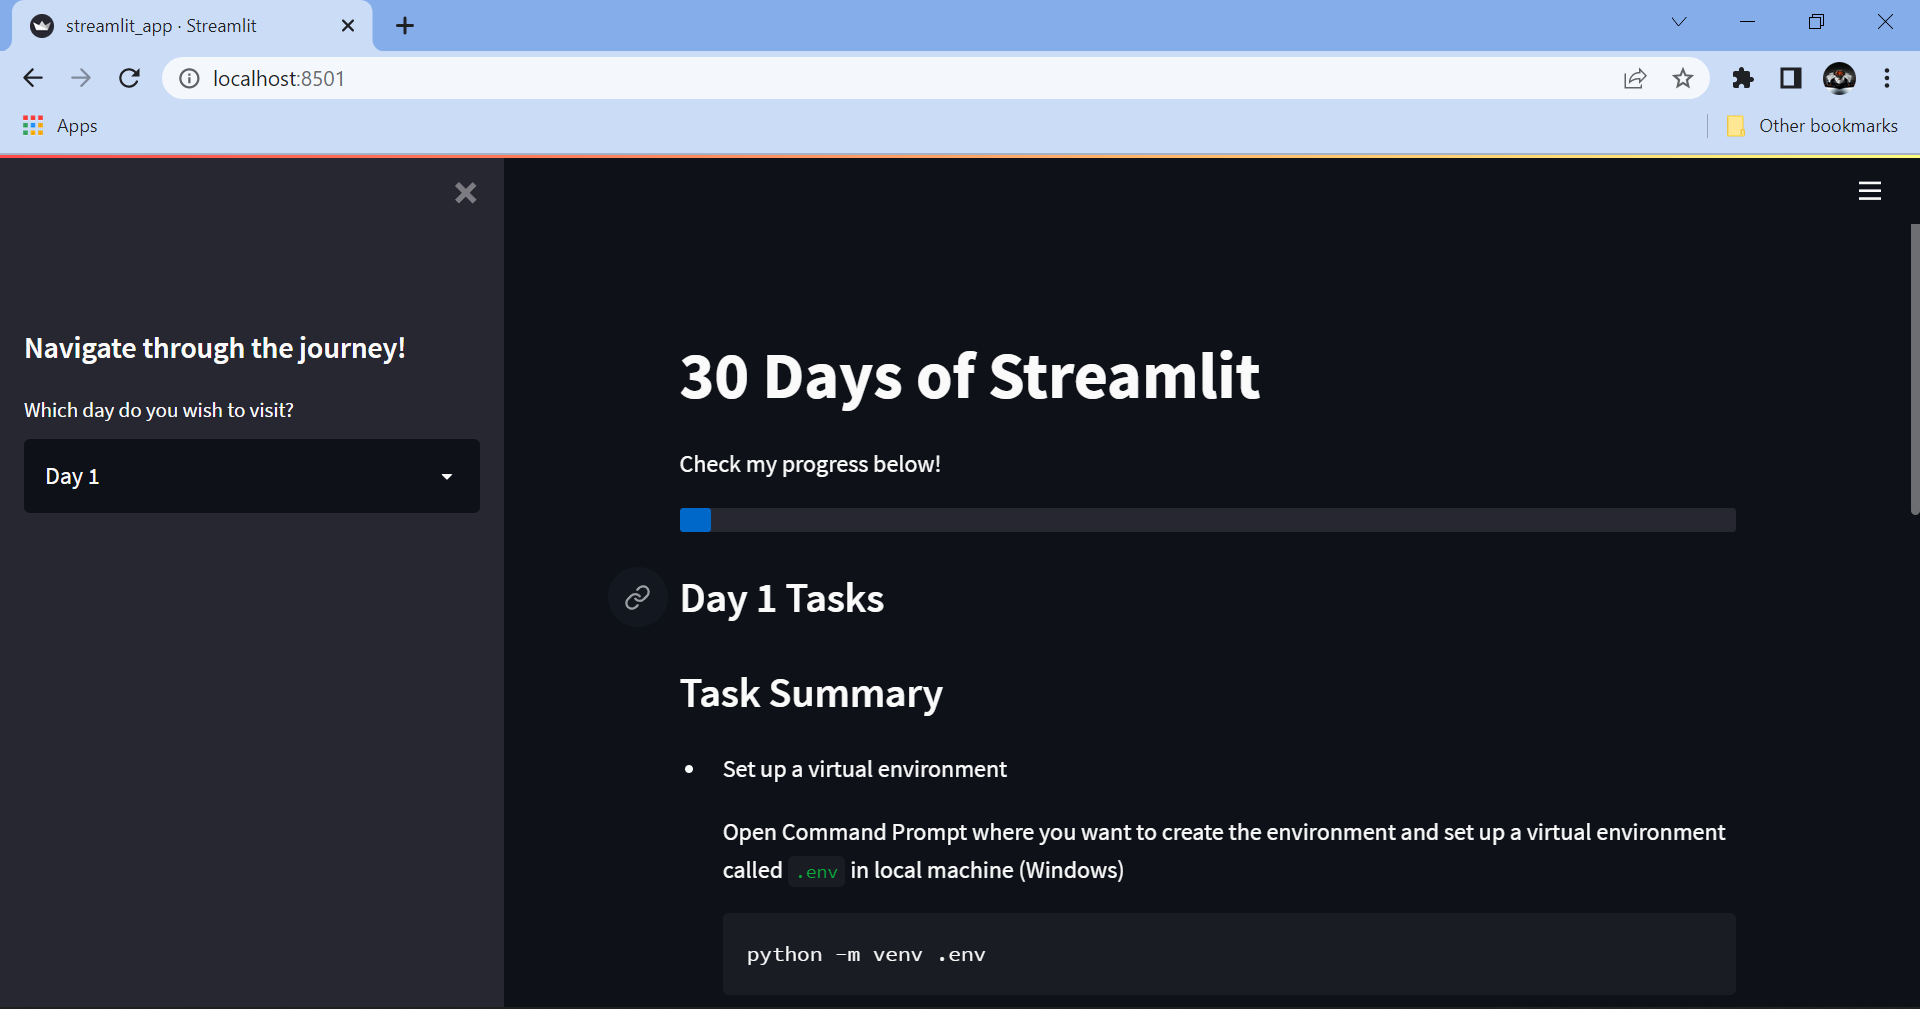 streamlit_app · Streamlit
localhost:8501
Apps
Other bookmarks
Navigate through the journey!
Which day do you wish to visit?
Day 1
30 Days of Streamlit
Check my progress below!
Day 1 Tasks
Task Summary
• Set up a virtual environment
Open Command Prompt where you want to create the environment and set up a virtual environment
called .env in local machine (Windows)
python -m venv .env